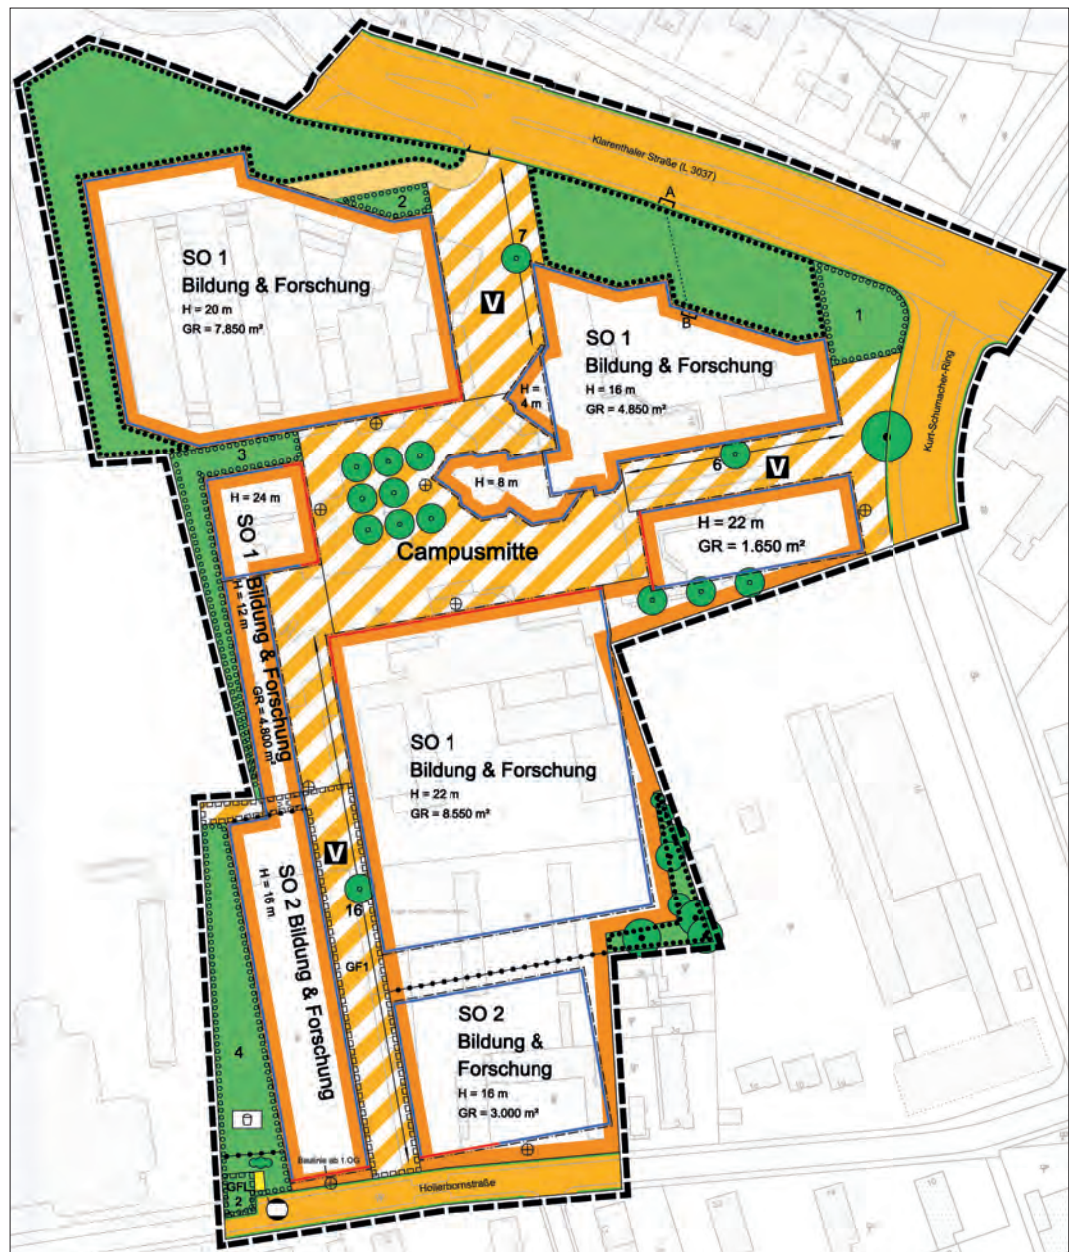 Klarenthaler Straße (L 3037)
A
2
7
SO 1
Bildung & Forschung
H = 20 m
GR = 7.850 m²
V
B
1
SO 1
Bildung & Forschung
H = 16 m
GR = 4.850 m²
Kurt-Schumacher-Ring
H =
4 m
3
6
V
H = 8 m
H = 24 m
SO 1
Bildung & Forschung
H = 12 m
GR = 4.800 m²
H = 22 m
GR = 1.650 m²
Campusmitte
SO 1
Bildung & Forschung
H = 22 m
GR = 8.550 m²
V
16
GF1
SO 2 Bildung & Forschung
H = 16 m
SO 2
Bildung &
Forschung
H = 16 m
GR = 3.000 m²
4
Baulinie ab 1.OG
GFL
2
Hollerbornstraße